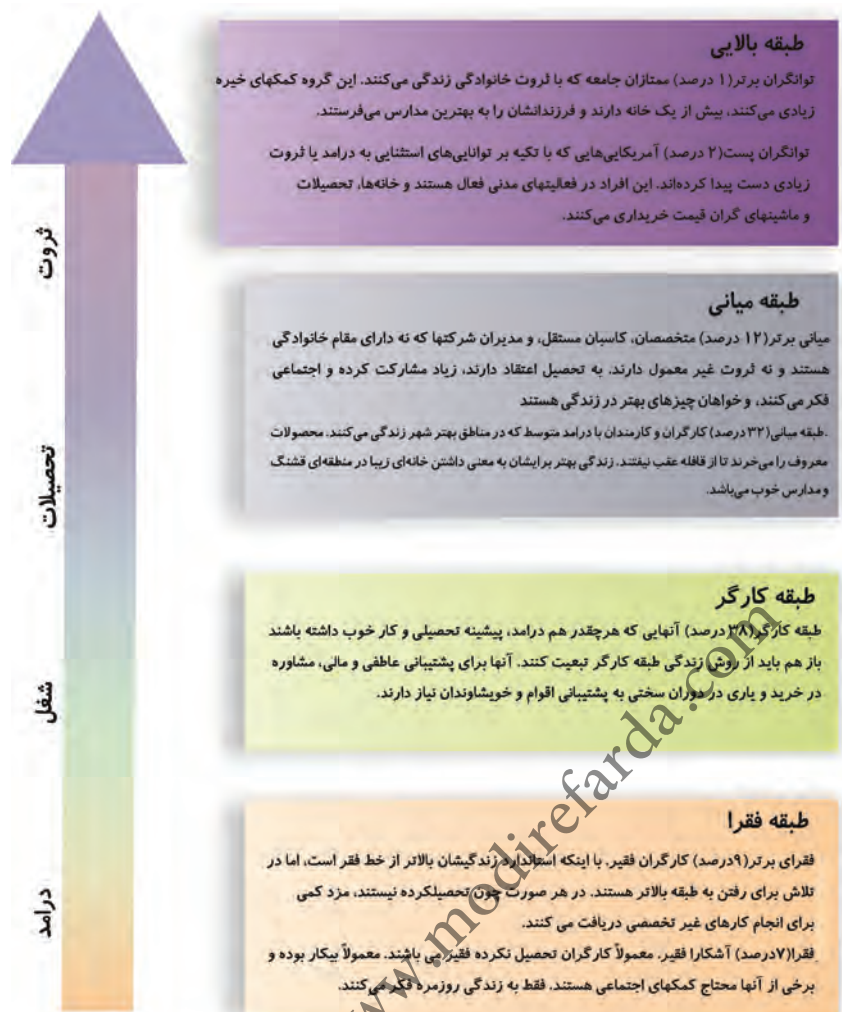 طبقه بالایی
توانگران برتر(۱ درصد) ممتازان جامعه که با ثروت خانوادگی زندگی می‌کنند. این گروه کمکهای خیره
زیادی می‌کنند، بیش از یک خانه دارند و فرزندانشان را به بهترین مدارس می‌فرستند.
توانگران پست(۲ درصد) آمریکایی‌هایی که با تکیه بر توانایی‌های استثنایی به درامد یا ثروت
زیادی دست پیدا کرده‌اند. این افراد در فعالیتهای مدنی فعال هستند و خانه‌ها، تحصیلات
و ماشینهای گران قیمت خریداری می‌کنند.
طبقه میانی
میانی برتر(۱۲ درصد) متخصصان، کاسبان مستقل، و مدیران شرکتها که نه دارای مقام خانوادگی
هستند و نه ثروت غیر معمول دارند. به تحصیل اعتقاد دارند، زیاد مشارکت کرده و اجتماعی
فکر می‌کنند، و خواهان چیزهای بهتر در زندگی هستند
.طبقه میانی(۳۲ درصد) کارگران و کارمندان با درامد متوسط که در مناطق بهتر شهر زندگی می‌کنند. محصولات
معروف را می‌خرند تا از قافله عقب نیفتند. زندگی بهتر برایشان به معنی داشتن خانه‌ای زیبا در منطقه‌ای قشنگ
و مدارس خوب می‌باشد.
طبقه کارگر
طبقه کارگر(۳۸ درصد) آنهایی که هرچقدر هم درامد، پیشینه تحصیلی و کار خوب داشته باشند
باز هم باید از روش زندگی طبقه کارگر تبعیت کنند. آنها برای پشتیبانی عاطفی و مالی، مشاوره
در خرید و یاری در دوران سختی به پشتیبانی اقوام و خویشاوندان نیاز دارند.
طبقه فقرا
فقرای برتر(۹درصد) کارگران فقیر. با اینکه استاندارد زندگیشان بالاتر از خط فقر است، اما در
تلاش برای رفتن به طبقه بالاتر هستند. در هر صورت چون تحصیلکرده نیستند، مزد کمی
برای انجام کارهای غیر تخصصی دریافت می کنند.
فقرا(۷درصد) آشکارا فقیر. معمولاً کارگران تحصیل نکرده فقیر می باشند. معمولاً بیکار بوده و
برخی از آنها محتاج کمکهای اجتماعی هستند. فقط به زندگی روزمره فکر می‌کنند.
ثروت
تحصیلات
شغل
درامد
www.modirefarda.com